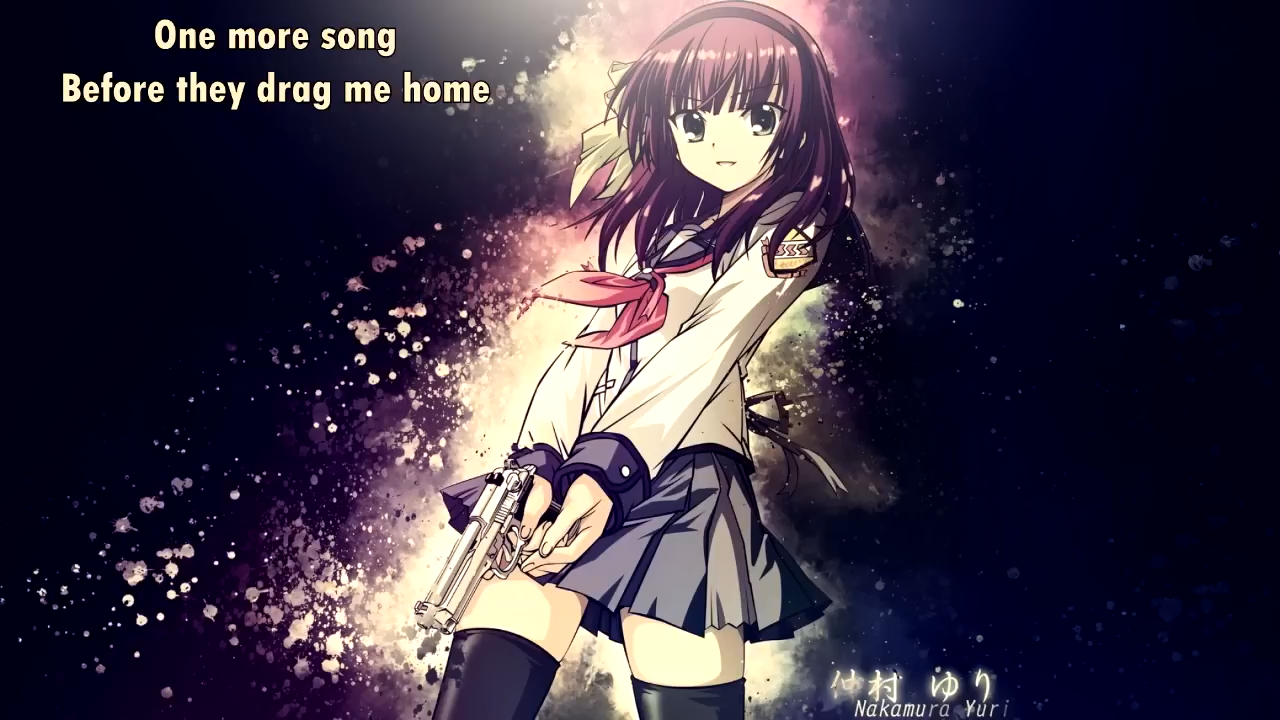 One more song
Before they drag me home
仲村 ゆり
Nakamura Yuri